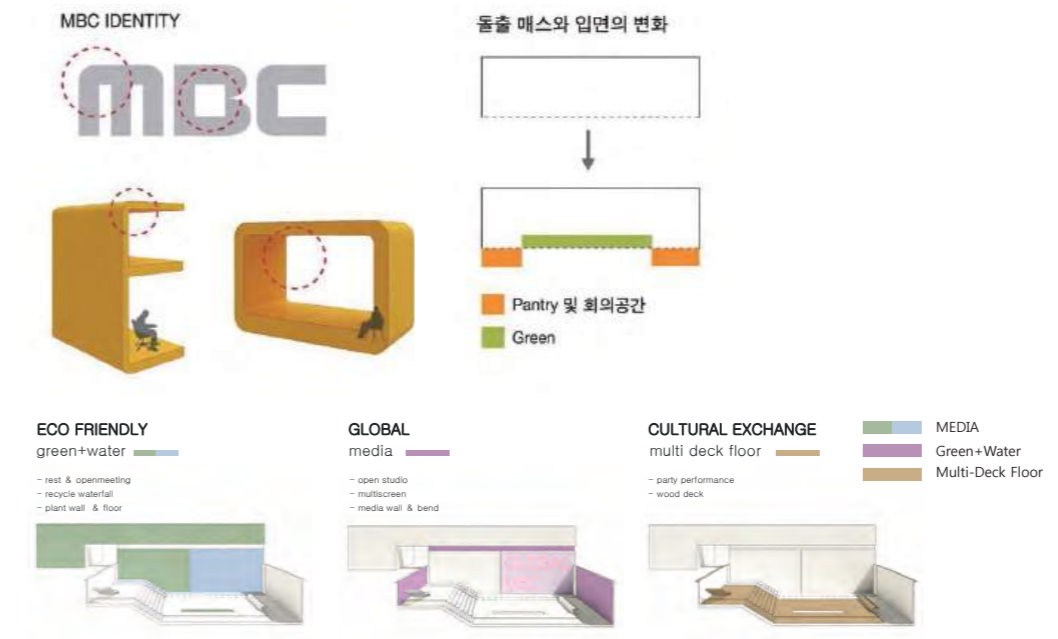 MBC IDENTITY
MBC
돌출 매스와 입면의 변화
Pantry 및 회의공간
Green
ECO FRIENDLY
green+water
- rest & openmeeting
- recycle waterfall
- plant wall & floor
GLOBAL
media
- open studio
- multiscreen
- media wall & bend
CULTURAL EXCHANGE
multi deck floor
- party performance
- wood deck
MEDIA
Green+Water
Multi-Deck Floor